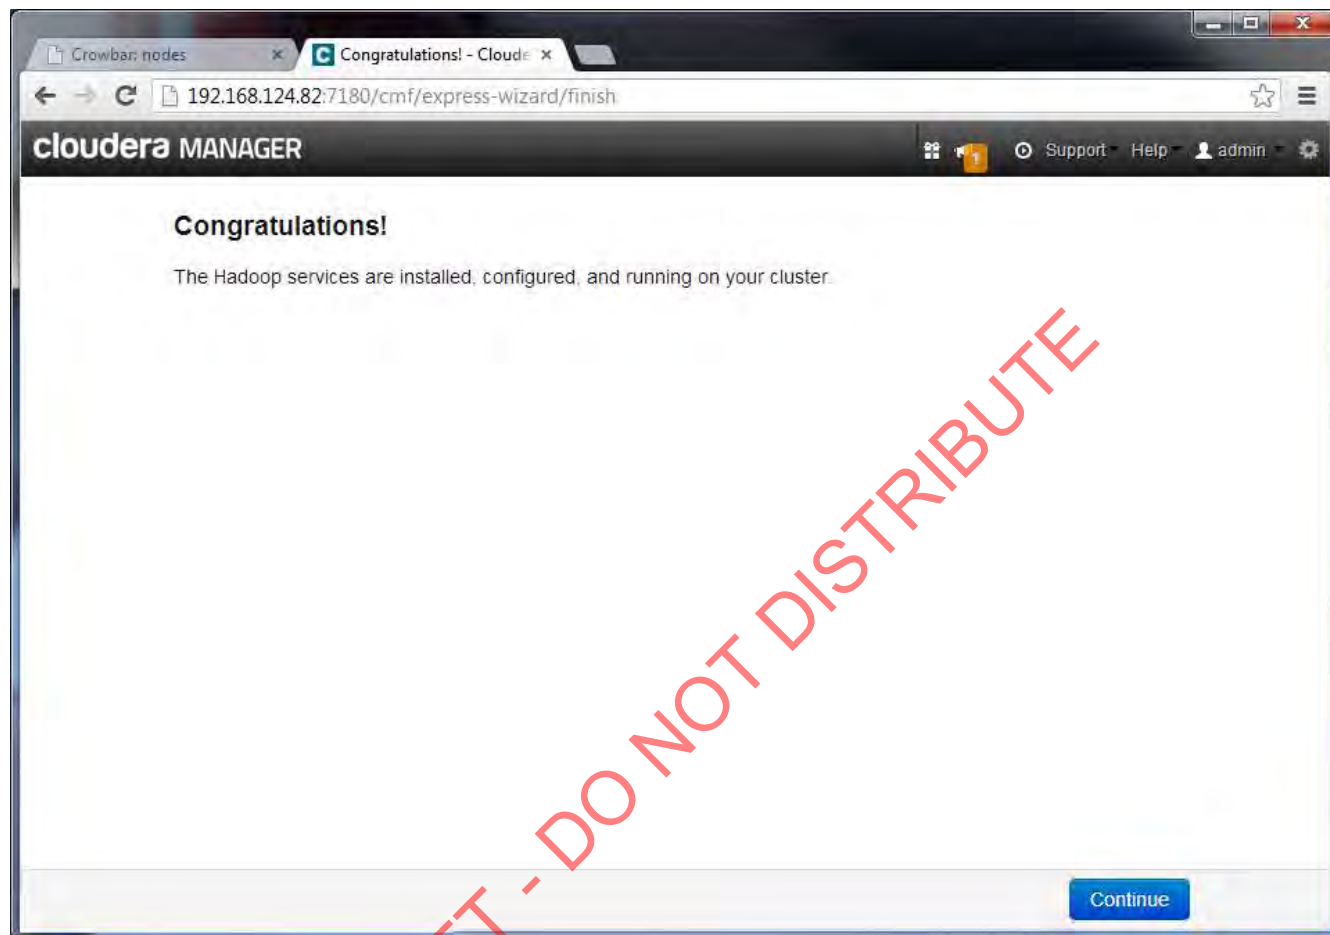 Crowbar: nodes
Congratulations! - Cloude
192.168.124.82:7180/cmf/express-wizard/finish
cloudera MANAGER
1
Support
Help
admin
Congratulations!
The Hadoop services are installed, configured, and running on your cluster.
T - DO NOT DISTRIBUTE
Continue